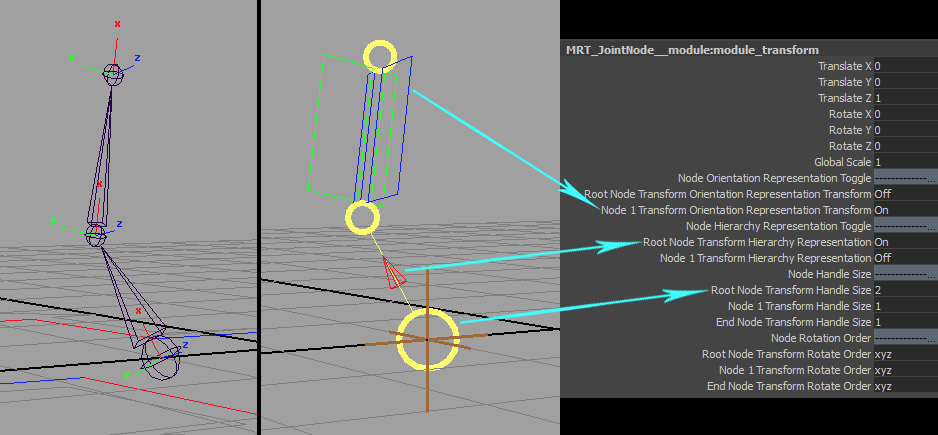 x
y
z
x
y
z
x
z
y
MRT_JointNode__module:module_transform
Translate X 0
Translate Y 0
Translate Z 1
Rotate X 0
Rotate Y 0
Rotate Z 0
Global Scale 1
Node Orientation Representation Toggle -------------...
Root Node Transform Orientation Representation Transform Off
Node 1 Transform Orientation Representation Transform On
Node Hierarchy Representation Toggle -------------...
Root Node Transform Hierarchy Representation On
Node 1 Transform Hierarchy Representation Off
Node Handle Size -------------...
Root Node Transform Handle Size 2
Node 1 Transform Handle Size 1
End Node Transform Handle Size 1
Node Rotation Order -------------...
Root Node Transform Rotate Order xyz
Node 1 Transform Rotate Order xyz
End Node Transform Rotate Order xyz